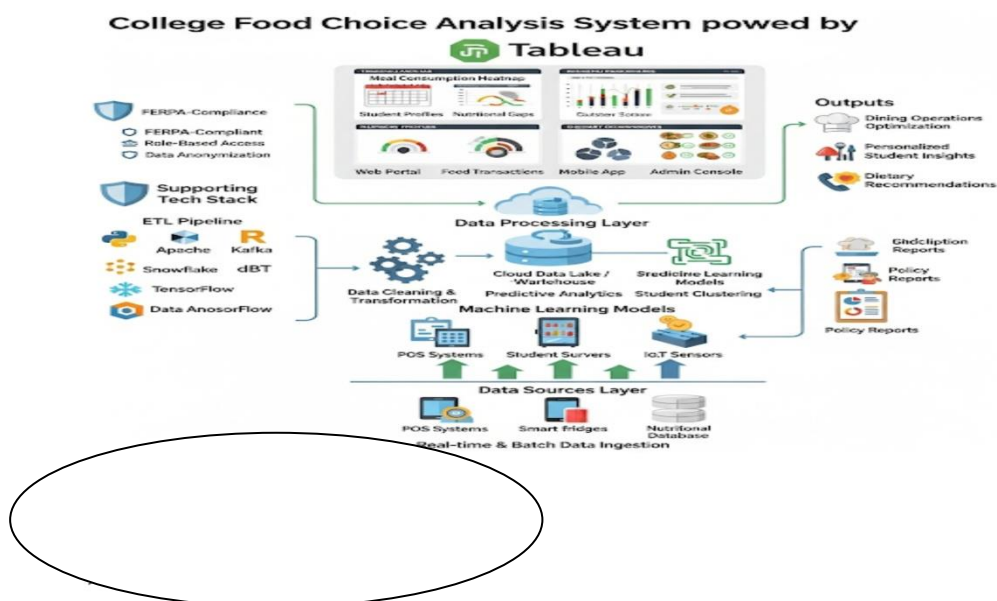 College Food Choice Analysis System powed by
Tableau
Meal Consumption Heatnap
Student Profiles
Nutritional Gaps
Web Portal
Food Transactions
Mobile App
Admin Console
FERPA-Compliance
FERPA-Compliant
Role-Based Access
Data Anonymization
Supporting
Tech Stack
ETL Pipeline
Apache
Kafka
Snowflake
dBT
TensorFlow
Data AnosorFlow
Data Processing Layer
Data Cleaning &
Transformation
Cloud Data Lake /
Warehouse
Predictive Analytics
Learning
Models
Student Clustering
Machine Learning Models
POS Systems
Student Survers
IoT Sensors
Data Sources Layer
POS Systems
Smart fridges
Nutritional
Database
Real-time & Batch Data Ingestion
Outputs
Dining Operations
Optimization
Personalized
Student Insights
Dietary
Recommendations
Reports
Policy
Reports
Policy Reports